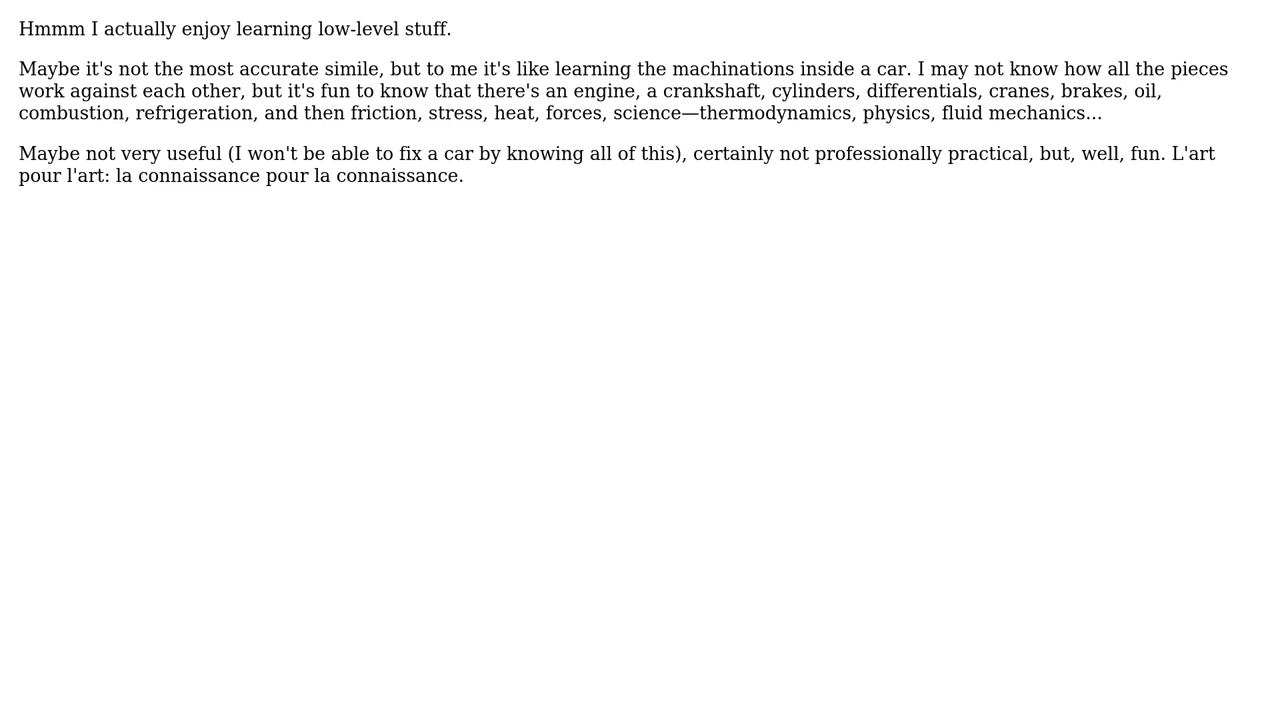 Hmmm I actually enjoy learning low-level stuff.
Maybe it's not the most accurate simile, but to me it's like learning the machinations inside a car. I may not know how all the pieces
work against each other, but it's fun to know that there's an engine, a crankshaft, cylinders, differentials, cranes, brakes, oil,
combustion, refrigeration, and then friction, stress, heat, forces, science—thermodynamics, physics, fluid mechanics...
Maybe not very useful (I won't be able to fix a car by knowing all of this), certainly not professionally practical, but, well, fun. L'art
pour l'art: la connaissance pour la connaissance.